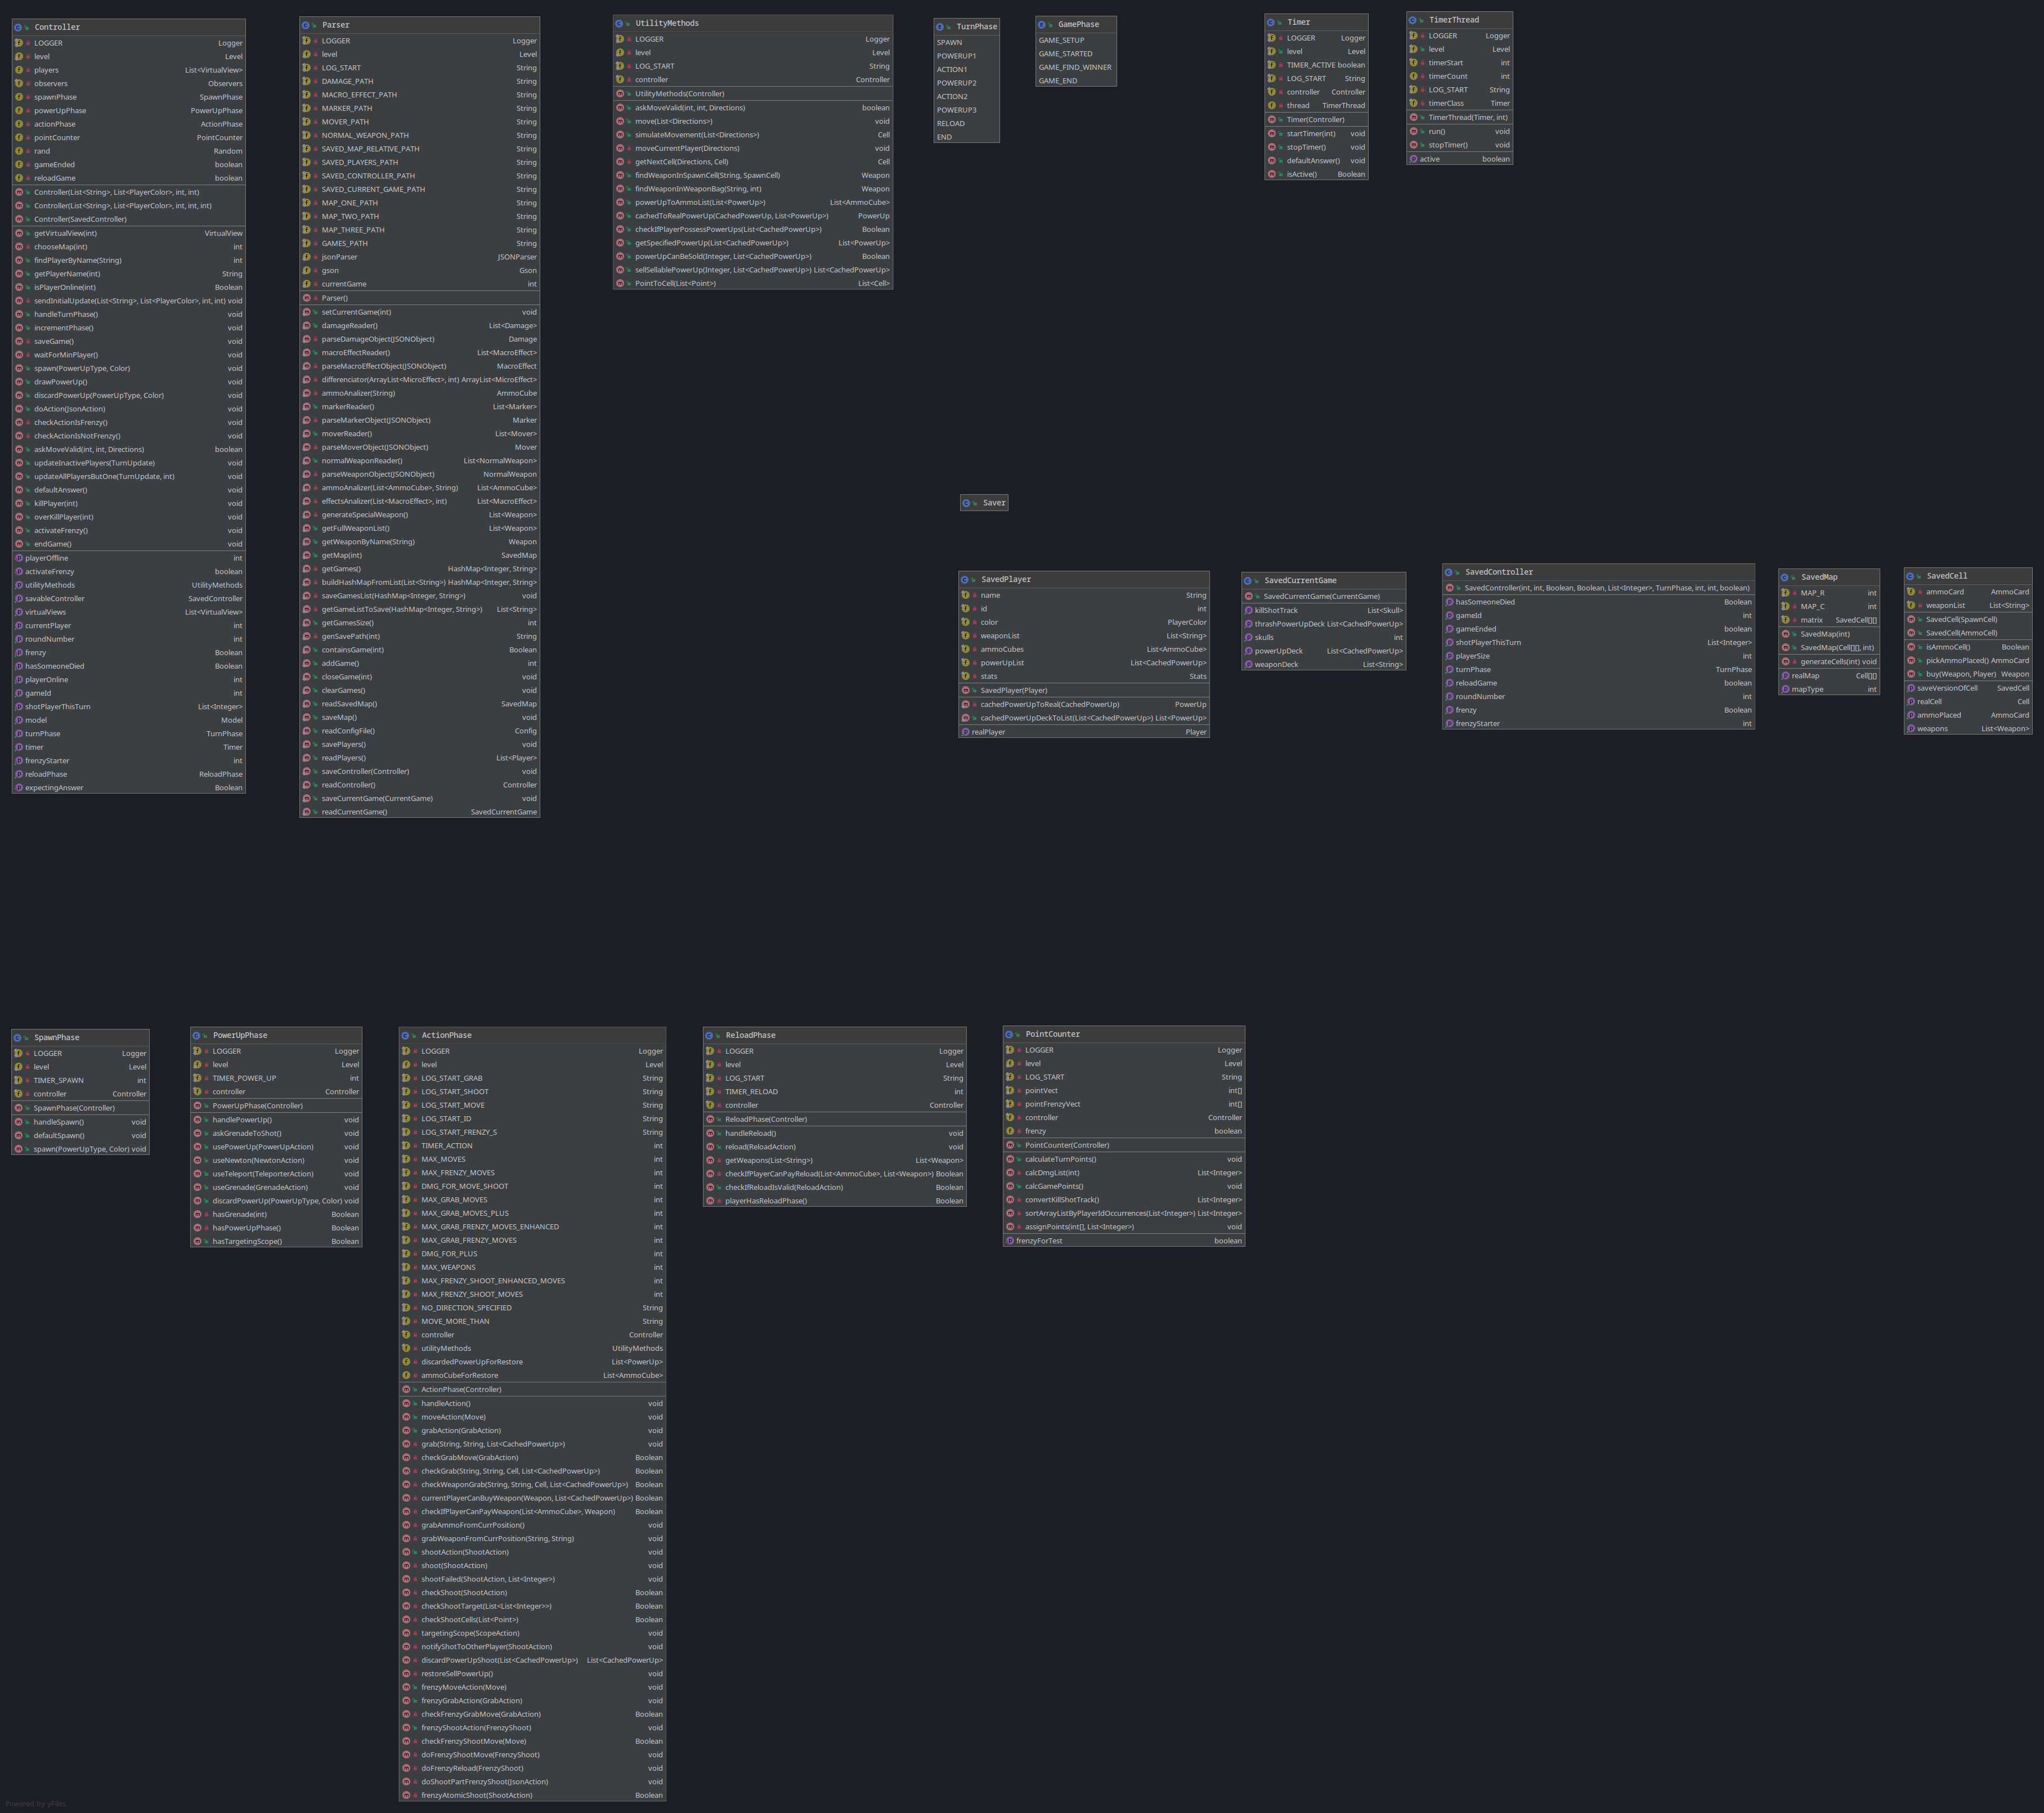 Controller
LOGGER Logger
level Level
players List<VirtualView>
observers Observers
spawnPhase SpawnPhase
powerUpPhase PowerUpPhase
actionPhase ActionPhase
pointCounter PointCounter
rand Random
gameEnded boolean
reloadGame boolean
Controller(List<String>, List<PlayerColor>, int, int)
Controller(List<String>, List<PlayerColor>, int, int, int)
Controller(SavedController)
getVirtualView(int) VirtualView
chooseMap(int) int
findPlayerByName(String) int
getPlayerName(int) String
isPlayerOnline(int) Boolean
sendInitialUpdate(List<String>, List<PlayerColor>, int, int) void
handleTurnPhase() void
incrementPhase() void
saveGame() void
waitForMinPlayer() void
spawn(PowerUpType, Color) void
drawPowerUp() void
discardPowerUp(PowerUpType, Color) void
doAction(JsonAction) void
checkActionIsFrenzy() void
checkActionIsNotFrenzy() void
askMoveValid(int, int, Directions) boolean
updateInactivePlayers(TurnUpdate) void
updateAllPlayersButOne(TurnUpdate, int) void
defaultAnswer() void
killPlayer(int) void
overKillPlayer(int) void
activateFrenzy() void
endGame() void
playerOffline int
activateFrenzy boolean
utilityMethods UtilityMethods
savableController SavedController
virtualViews List<VirtualView>
currentPlayer int
roundNumber int
frenzy Boolean
hasSomeoneDied Boolean
playerOnline int
gameId int
shotPlayerThisTurn List<Integer>
model Model
turnPhase TurnPhase
timer Timer
frenzyStarter int
reloadPhase ReloadPhase
expectingAnswer Boolean
Parser
LOGGER Logger
level Level
LOG_START String
DAMAGE_PATH String
MACRO_EFFECT_PATH String
MARKER_PATH String
MOVER_PATH String
NORMAL_WEAPON_PATH String
SAVED_MAP_RELATIVE_PATH String
SAVED_PLAYERS_PATH String
SAVED_CONTROLLER_PATH String
SAVED_CURRENT_GAME_PATH String
MAP_ONE_PATH String
MAP_TWO_PATH String
MAP_THREE_PATH String
GAMES_PATH String
jsonParser JSONParser
gson Gson
currentGame int
Parser()
setCurrentGame(int) void
damageReader() List<Damage>
parseDamageObject(JSONObject) Damage
macroEffectReader() List<MacroEffect>
parseMacroEffectObject(JSONObject) MacroEffect
differenciator(ArrayList<MicroEffect>, int) ArrayList<MicroEffect>
ammoAnalizer(String) AmmoCube
markerReader() List<Marker>
parseMarkerObject(JSONObject) Marker
moverReader() List<Mover>
parseMoverObject(JSONObject) Mover
normalWeaponReader() List<NormalWeapon>
parseWeaponObject(JSONObject) NormalWeapon
ammoAnalizer(List<AmmoCube>, String) List<AmmoCube>
effectsAnalizer(List<MacroEffect>, int) List<MacroEffect>
generateSpecialWeapon() List<Weapon>
getFullWeaponList() List<Weapon>
getWeaponByName(String) Weapon
getMap(int) SavedMap
getGames() HashMap<Integer, String>
buildHashMapFromList(List<String>) HashMap<Integer, String>
saveGamesList(HashMap<Integer, String>) void
getGameListToSave(HashMap<Integer, String>) List<String>
getGamesSize() int
genSavePath(int) String
containsGame(int) Boolean
addGame() int
closeGame(int) void
clearGames() void
readSavedMap() SavedMap
saveMap() void
readConfigFile() Config
savePlayers() void
readPlayers() List<Player>
saveController(Controller) void
readController() Controller
saveCurrentGame(CurrentGame) void
readCurrentGame() SavedCurrentGame
UtilityMethods
LOGGER Logger
level Level
LOG_START String
controller Controller
UtilityMethods(Controller)
askMoveValid(int, int, Directions) boolean
move(List<Directions>) void
simulateMovement(List<Directions>) Cell
moveCurrentPlayer(Directions) void
getNextCell(Directions, Cell) Cell
findWeaponInSpawnCell(String, SpawnCell) Weapon
findWeaponInWeaponBag(String, int) Weapon
powerUpToAmmoList(List<PowerUp>) List<AmmoCube>
cachedToRealPowerUp(CachedPowerUp, List<PowerUp>) PowerUp
checkIfPlayerPossessPowerUps(List<CachedPowerUp>) Boolean
getSpecifiedPowerUp(List<CachedPowerUp>) List<PowerUp>
powerUpCanBeSold(Integer, List<CachedPowerUp>) Boolean
sellSellablePowerUp(Integer, List<CachedPowerUp>) List<CachedPowerUp>
PointToCell(List<Point>) List<Cell>
TurnPhase
SPAWN
POWERUP1
ACTION1
POWERUP2
ACTION2
POWERUP3
RELOAD
END
GamePhase
GAME_SETUP
GAME_STARTED
GAME_FIND_WINNER
GAME_END
Timer
LOGGER Logger
level Level
TIMER_ACTIVE boolean
LOG_START String
controller Controller
thread TimerThread
Timer(Controller)
startTimer(int) void
stopTimer() void
defaultAnswer() void
isActive() Boolean
TimerThread
LOGGER Logger
level Level
timerStart int
timerCount int
LOG_START String
timerClass Timer
TimerThread(Timer, int)
run() void
stopTimer() void
active boolean
Saver
SavedPlayer
name String
id int
color PlayerColor
weaponList List<String>
ammoCubes List<AmmoCube>
powerUpList List<CachedPowerUp>
stats Stats
SavedPlayer(Player)
cachedPowerUpToReal(CachedPowerUp) PowerUp
cachedPowerUpDeckToList(List<CachedPowerUp>) List<PowerUp>
realPlayer Player
SavedCurrentGame
SavedCurrentGame(CurrentGame)
killShotTrack List<Skull>
thrashPowerUpDeck List<CachedPowerUp>
skulls int
powerUpDeck List<CachedPowerUp>
weaponDeck List<String>
SavedController
SavedController(int, int, Boolean, Boolean, List<Integer>, TurnPhase, int, int, boolean)
hasSomeoneDied Boolean
gameId int
gameEnded boolean
shotPlayerThisTurn List<Integer>
playerSize int
turnPhase TurnPhase
reloadGame boolean
roundNumber int
frenzy Boolean
frenzyStarter int
SavedMap
MAP_R int
MAP_C int
matrix SavedCell[][]
SavedMap(int)
SavedMap(Cell[][], int)
generateCells(int) void
realMap Cell[][]
mapType int
SavedCell
ammoCard AmmoCard
weaponList List<String>
SavedCell(SpawnCell)
SavedCell(AmmoCell)
isAmmoCell() Boolean
pickAmmoPlaced() AmmoCard
buy(Weapon, Player) Weapon
saveVersionOfCell SavedCell
realCell Cell
ammoPlaced AmmoCard
weapons List<Weapon>
SpawnPhase
LOGGER Logger
level Level
TIMER_SPAWN int
controller Controller
SpawnPhase(Controller)
handleSpawn() void
defaultSpawn() void
spawn(PowerUpType, Color) void
PowerUpPhase
LOGGER Logger
level Level
TIMER_POWER_UP int
controller Controller
PowerUpPhase(Controller)
handlePowerUp() void
askGrenadeToShot() void
usePowerUp(PowerUpAction) void
useNewton(NewtonAction) void
useTeleport(TeleporterAction) void
useGrenade(GrenadeAction) void
discardPowerUp(PowerUpType, Color) void
hasGrenade(int) Boolean
hasPowerUpPhase() Boolean
hasTargetingScope() Boolean
ActionPhase
LOGGER Logger
level Level
LOG_START_GRAB String
LOG_START_SHOOT String
LOG_START_MOVE String
LOG_START_ID String
LOG_START_FRENZY_S String
TIMER_ACTION int
MAX_MOVES int
MAX_FRENZY_MOVES int
DMG_FOR_MOVE_SHOOT int
MAX_GRAB_MOVES int
MAX_GRAB_MOVES_PLUS int
MAX_GRAB_FRENZY_MOVES_ENHANCED int
MAX_GRAB_FRENZY_MOVES int
DMG_FOR_PLUS int
MAX_WEAPONS int
MAX_FRENZY_SHOOT_ENHANCED_MOVES int
MAX_FRENZY_SHOOT_MOVES int
NO_DIRECTION_SPECIFIED String
MOVE_MORE_THAN String
controller Controller
utilityMethods UtilityMethods
discardedPowerUpForRestore List<PowerUp>
ammoCubeForRestore List<AmmoCube>
ActionPhase(Controller)
handleAction() void
moveAction(Move) void
grabAction(GrabAction) void
grab(String, String, List<CachedPowerUp>) void
checkGrabMove(GrabAction) Boolean
checkGrab(String, String, Cell, List<CachedPowerUp>) Boolean
checkWeaponGrab(String, String, Cell, List<CachedPowerUp>) Boolean
currentPlayerCanBuyWeapon(Weapon, List<CachedPowerUp>) Boolean
checkIfPlayerCanPayWeapon(List<AmmoCube>, Weapon) Boolean
grabAmmoFromCurrPosition() void
grabWeaponFromCurrPosition(String, String) void
shootAction(ShootAction) void
shoot(ShootAction) void
shootFailed(ShootAction, List<Integer>) void
checkShoot(ShootAction) Boolean
checkShootTarget(List<List<Integer>>) Boolean
checkShootCells(List<Point>) Boolean
targetingScope(ScopeAction) void
notifyShotToOtherPlayer(ShootAction) void
discardPowerUpShoot(List<CachedPowerUp>) List<CachedPowerUp>
restoreSellPowerUp() void
frenzyMoveAction(Move) void
frenzyGrabAction(GrabAction) void
checkFrenzyGrabMove(GrabAction) Boolean
frenzyShootAction(FrenzyShoot) void
checkFrenzyShootMove(Move) Boolean
doFrenzyShootMove(FrenzyShoot) void
doFrenzyReload(FrenzyShoot) void
doShootPartFrenzyShoot(JsonAction) void
frenzyAtomicShoot(ShootAction) Boolean
ReloadPhase
LOGGER Logger
level Level
LOG_START String
TIMER_RELOAD int
controller Controller
ReloadPhase(Controller)
handleReload() void
reload(ReloadAction) void
getWeapons(List<String>) List<Weapon>
checkIfPlayerCanPayReload(List<AmmoCube>, List<Weapon>) Boolean
checkIfReloadIsValid(ReloadAction) Boolean
playerHasReloadPhase() Boolean
PointCounter
LOGGER Logger
level Level
LOG_START String
pointVect int[]
pointFrenzyVect int[]
controller Controller
frenzy boolean
PointCounter(Controller)
calculateTurnPoints() void
calcDmgList(int) List<Integer>
calcGamePoints() void
convertKillShotTrack() List<Integer>
sortArrayListByPlayerIdOccurrences(List<Integer>) List<Integer>
assignPoints(int[], List<Integer>) void
frenzyForTest boolean
Powered by yFiles